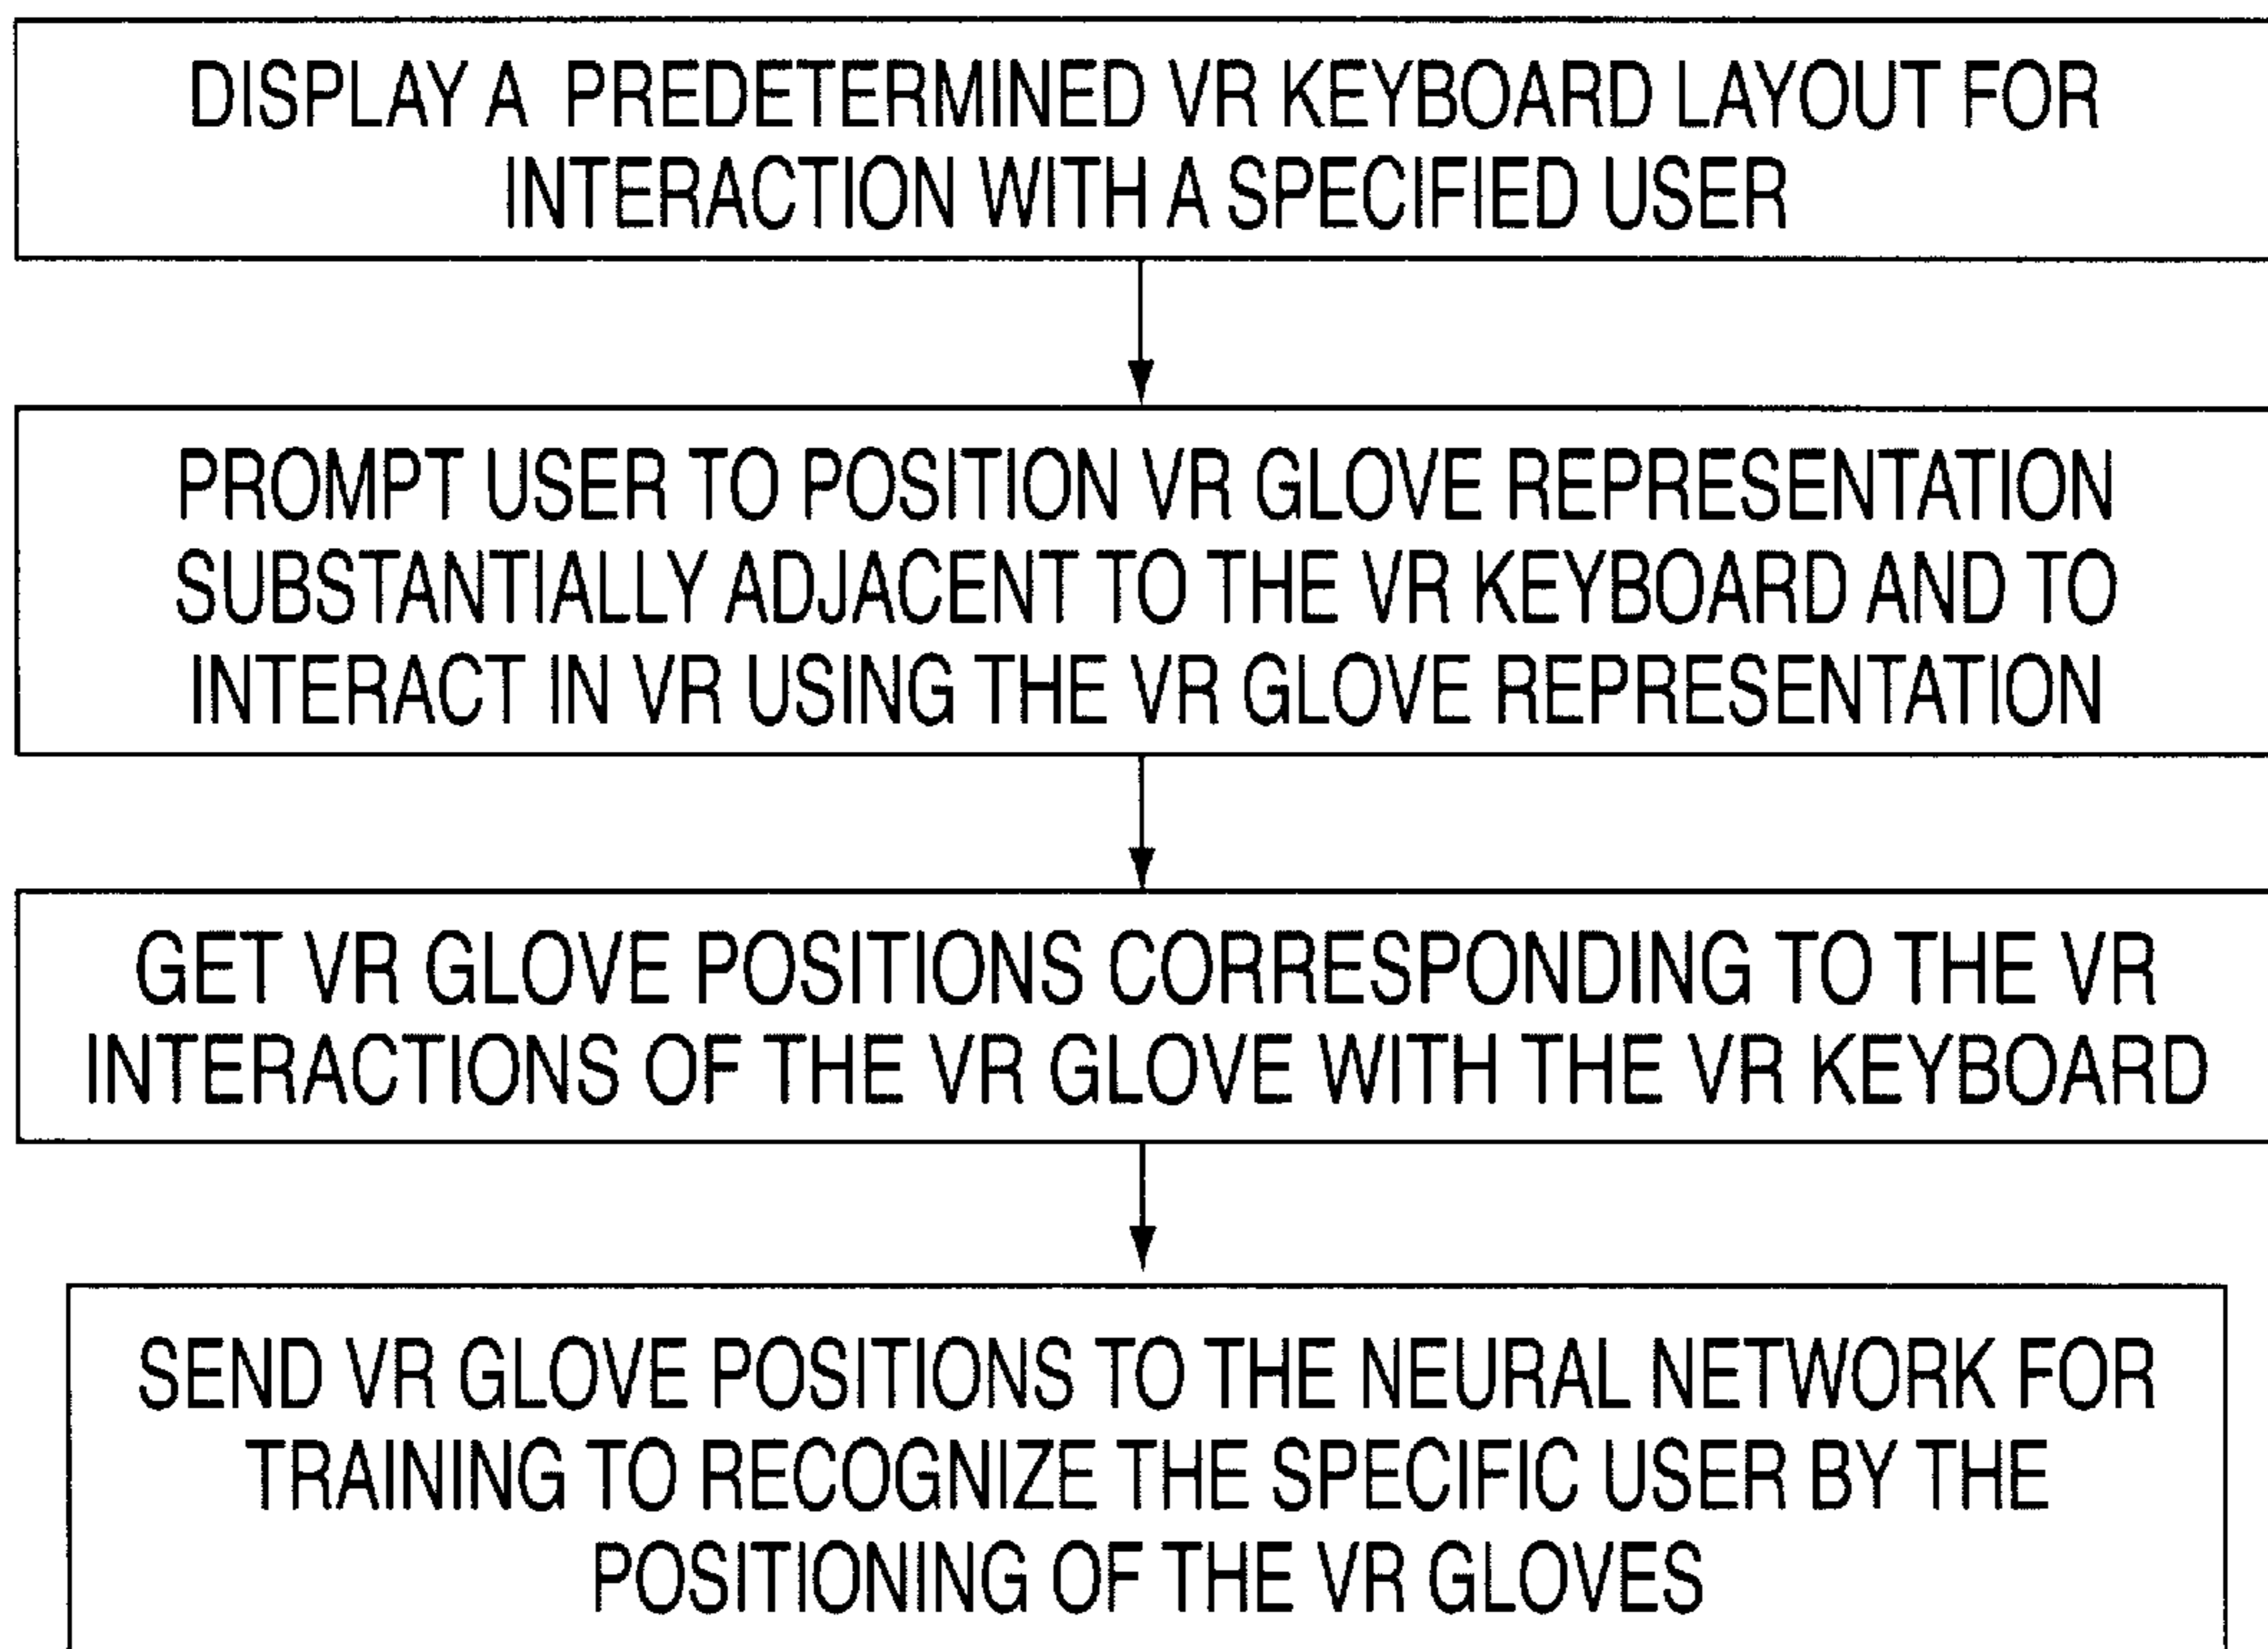 DISPLAY A PREDETERMINED VR KEYBOARD LAYOUT FOR
INTERACTION WITH A SPECIFIED USER
PROMPT USER TO POSITION VR GLOVE REPRESENTATION
SUBSTANTIALLY ADJACENT TO THE VR KEYBOARD AND TO
INTERACT IN VR USING THE VR GLOVE REPRESENTATION
GET VR GLOVE POSITIONS CORRESPONDING TO THE VR
INTERACTIONS OF THE VR GLOVE WITH THE VR KEYBOARD
SEND VR GLOVE POSITIONS TO THE NEURAL NETWORK FOR
TRAINING TO RECOGNIZE THE SPECIFIC USER BY THE
POSITIONING OF THE VR GLOVES